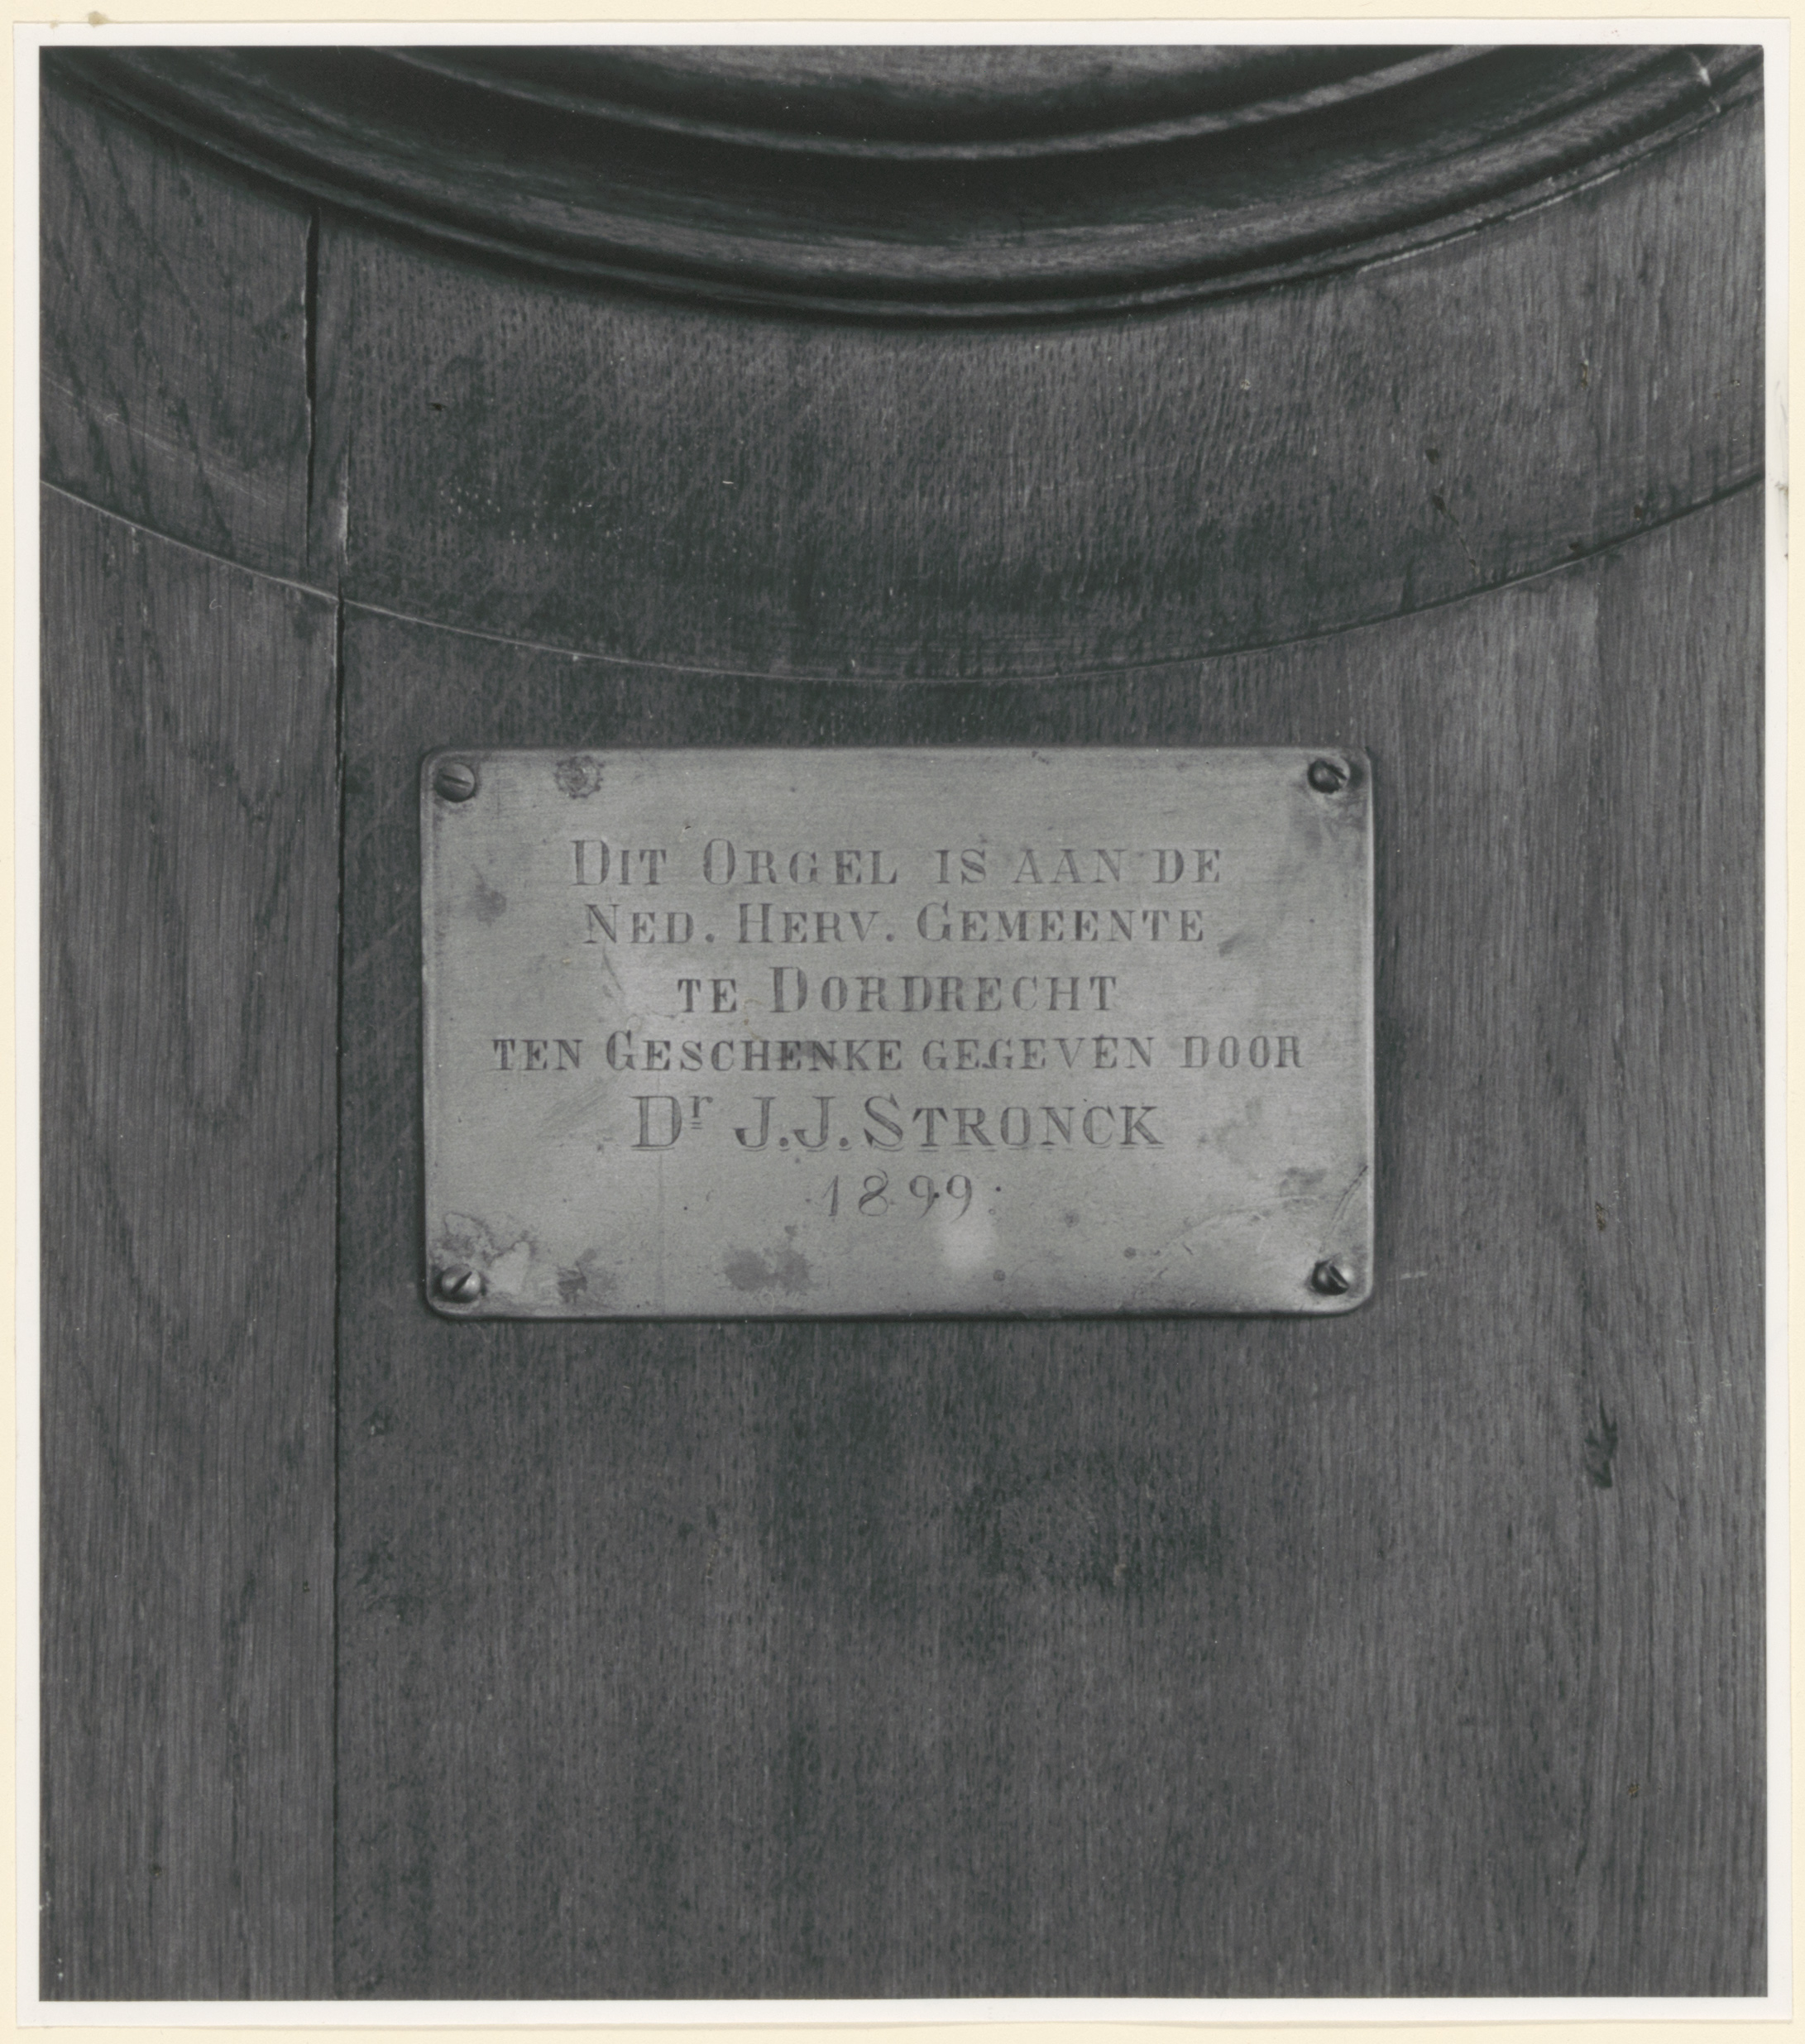 DIT ORGEL IS AAN DE
NED. HERV. GEMEENTE
TE DORDRECHT
TEN GESCHENKE GEGEVEN DOOR
Dr J.J. STRONCK
1899.